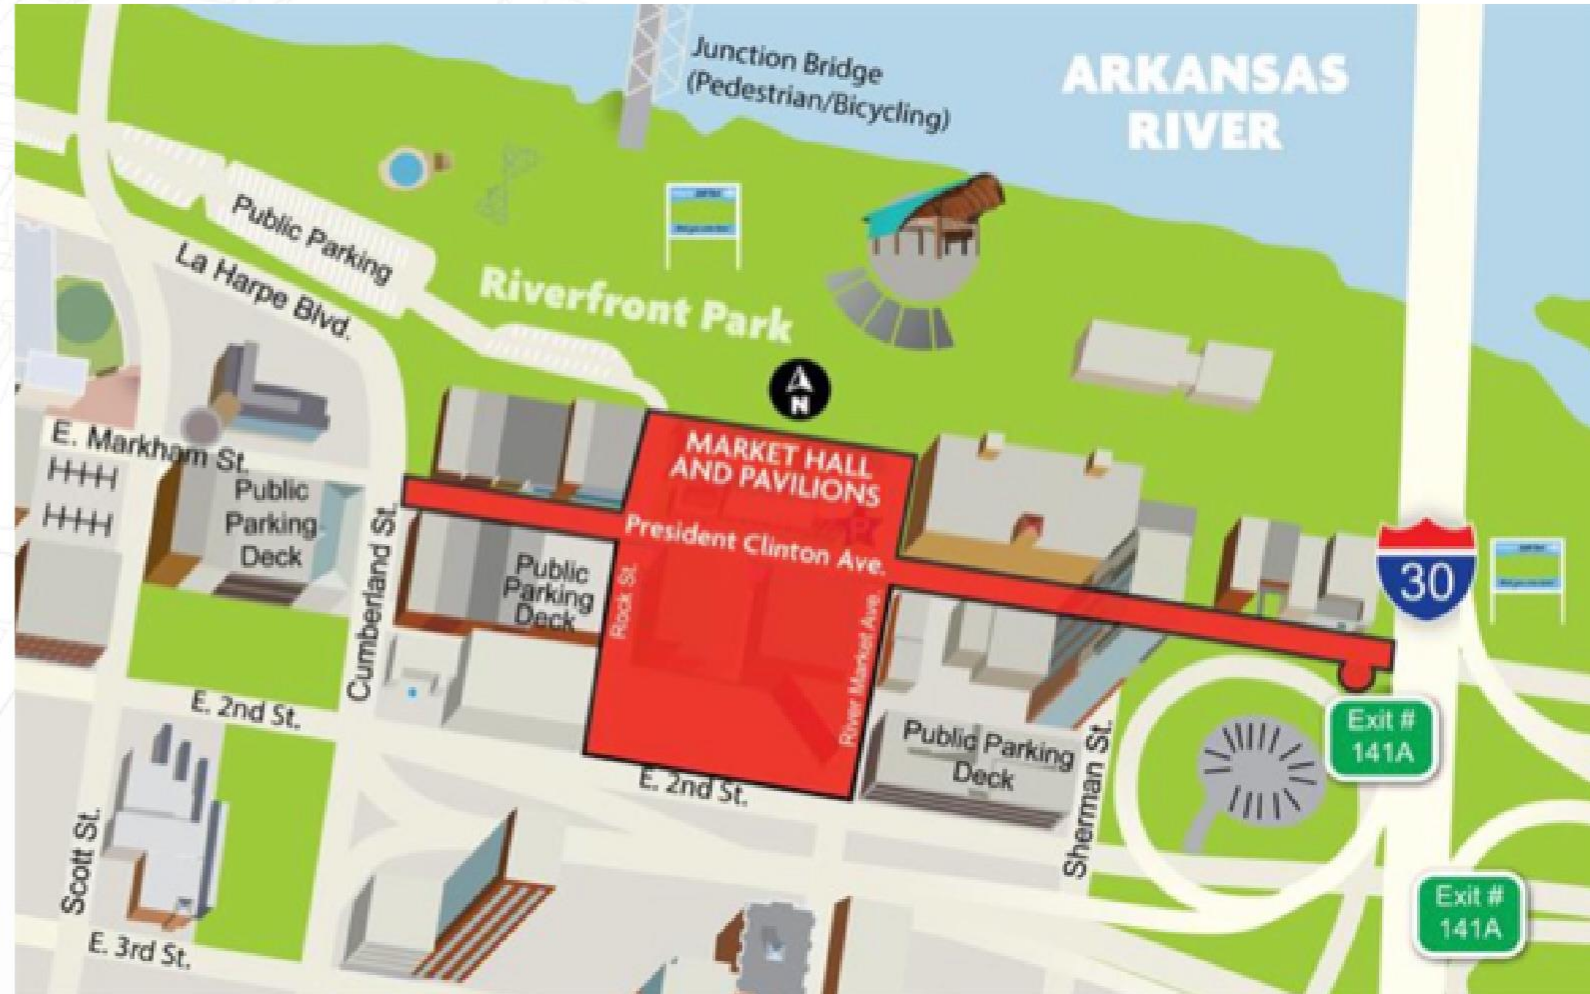 Junction Bridge
(Pedestrian/Bicycling)
ARKANSAS
RIVER
Public Parking
La Harpe Blvd.
Riverfront Park
N
E. Markham St.
Public
Parking
Deck
Cumberland St.
MARKET HALL
AND PAVILIONS
President Clinton Ave.
Public
Parking
Deck
Rock St.
River Market Ave.
30
E. 2nd St.
E. 2nd St.
Public Parking
Deck
Sherman St.
Exit #
141A
Scott St.
E. 3rd St.
Exit #
141A